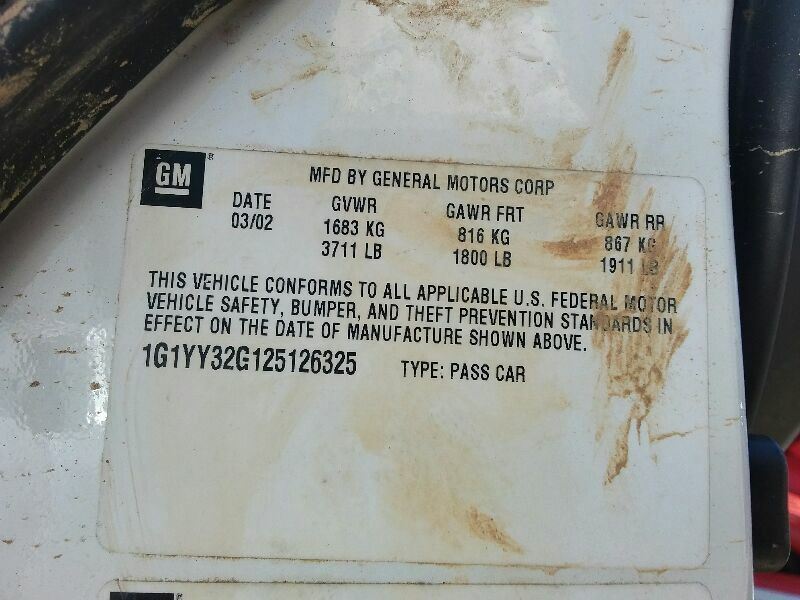 GM ®
MFD BY GENERAL MOTORS CORP
DATE GVWR GAWR FRT GAWR RR
03/02 1683 KG 816 KG 867 KG
3711 LB 1800 LB 1911 LB
THIS VEHICLE CONFORMS TO ALL APPLICABLE U.S. FEDERAL MOTOR
VEHICLE SAFETY, BUMPER, AND THEFT PREVENTION STANDARDS IN
EFFECT ON THE DATE OF MANUFACTURE SHOWN ABOVE.
1G1YY32G125126325 TYPE: PASS CAR